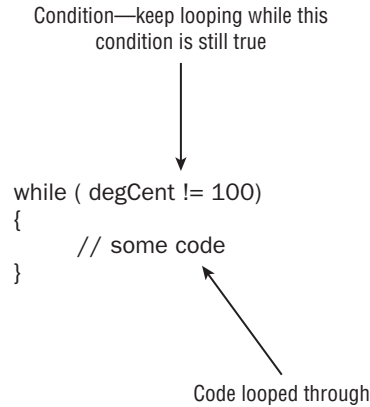 Condition—keep looping while this
condition is still true
while ( degCent != 100)
{
// some code
}
Code looped through